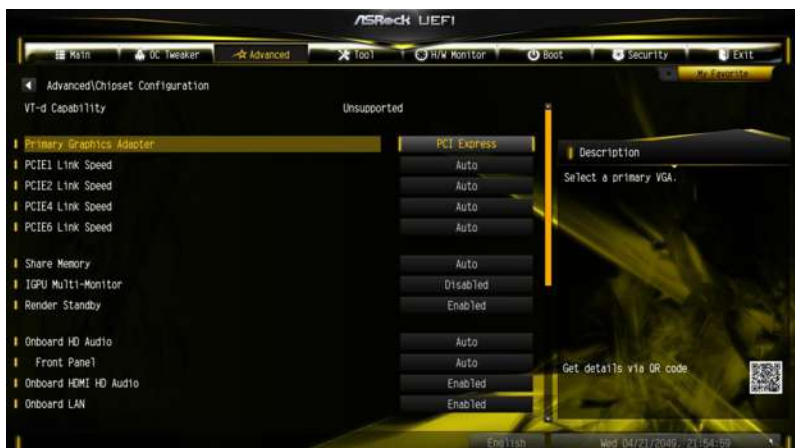 ASRock UEFI
Main OC Tweaker Advanced Tool H/W Monitor Boot Security Exit
My Favorite
Advanced\Chipset Configuration
VT-d Capability Unsupported
Primary Graphics Adapter PCI Express
PCIE1 Link Speed Auto
PCIE2 Link Speed Auto
PCIE4 Link Speed Auto
PCIE6 Link Speed Auto
Share Memory Auto
IGPU Multi-Monitor Disabled
Render Standby Enabled
Onboard HD Audio Auto
Front Panel Auto
Onboard HDMI HD Audio Enabled
Onboard LAN Enabled
Description
Select a primary VGA.
Get details via QR code
English Wed 04/21/2049, 21:54:59